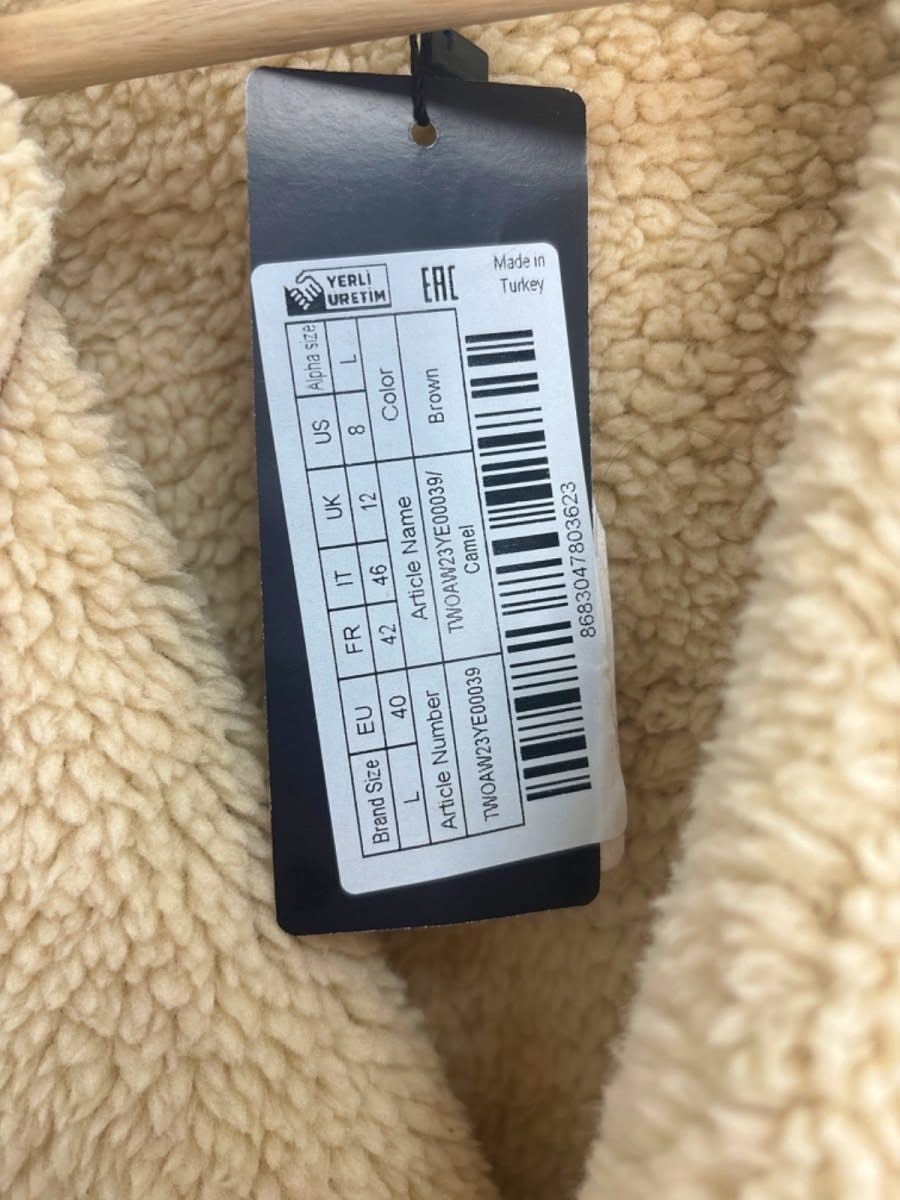 YERLİ
ÜRETİM
EAC
Made in
Turkey
Brand Size EU FR IT UK US Alpha size
L 40 42 46 12 8 L
Article Number Article Name Color
TWOAW23YE00039 TWOAW23YE00039/
Camel Brown
8683047803623